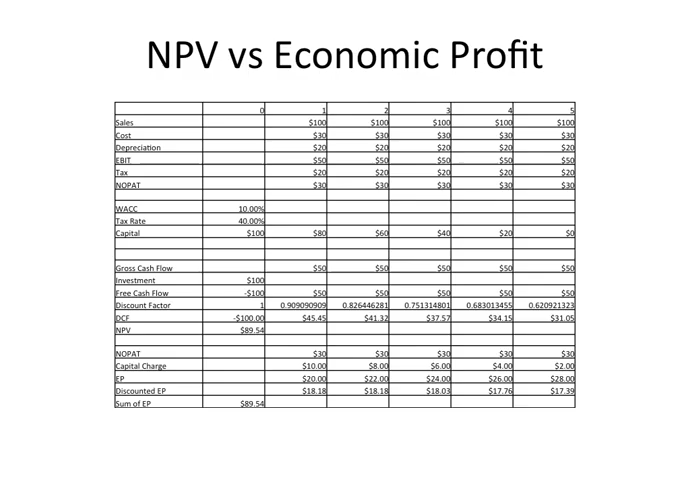 NPV vs Economic Profit
0 1 2 3 4 5
Sales $100 $100 $100 $100 $100
Cost $30 $30 $30 $30 $30
Depreciation $20 $20 $20 $20 $20
EBIT $50 $50 $50 $50 $50
Tax $20 $20 $20 $20 $20
NOPAT $30 $30 $30 $30 $30
WACC 10.00%
Tax Rate 40.00%
Capital $100 $80 $60 $40 $20 $0
Gross Cash Flow $50 $50 $50 $50 $50
Investment $100
Free Cash Flow -$100 $50 $50 $50 $50 $50
Discount Factor 1 0.909090909 0.826446281 0.751314801 0.683013455 0.620921323
DCF -$100.00 $45.45 $41.32 $37.57 $34.15 $31.05
NPV $89.54
NOPAT $30 $30 $30 $30 $30
Capital Charge $10.00 $8.00 $6.00 $4.00 $2.00
EP $20.00 $22.00 $24.00 $26.00 $28.00
Discounted EP $18.18 $18.18 $18.03 $17.76 $17.39
Sum of EP $89.54